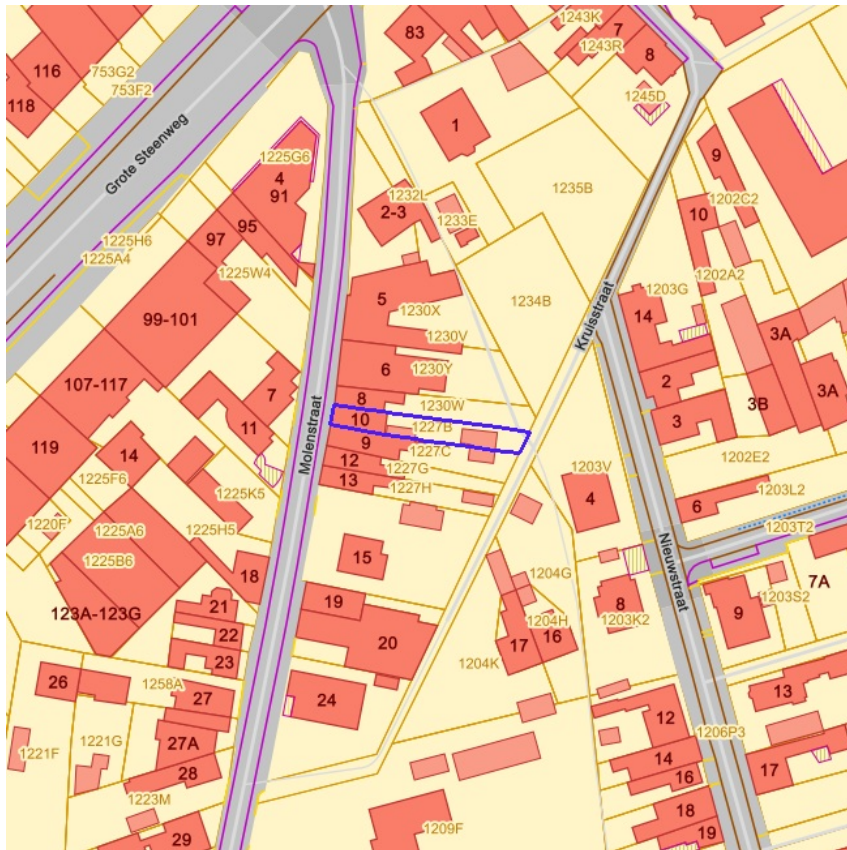 83
1243K
7
1243R
8
116
753G2
753F2
118
1245D
1
Grote Steenweg
1225G6
4
91
1232L
2-3
1233E
1235B
9
1202C2
10
95
97
1225H6
1225A4
1225W4
1202A2
5
1230X
1234B
Kruisstraat
1203G
14
99-101
1230V
3A
6
1230Y
2
3A
107-117
7
8
1230W
3B
10
1227B
3
11
Molenstraat
9
1227C
119
14
12
1227G
1202E2
1225F6
13
1227H
1203V
1225K5
4
6
1203L2
1220F
1225A6
1225H5
1203T2
1225B6
15
Nieuwstraat
18
1204G
7A
1203S2
123A-123G
21
19
8
9
22
20
17
16
1204H
1203K2
23
1204K
26
1258A
27
24
13
12
1206P3
1221F
1221G
27A
14
28
16
17
1223M
18
29
1209F
19